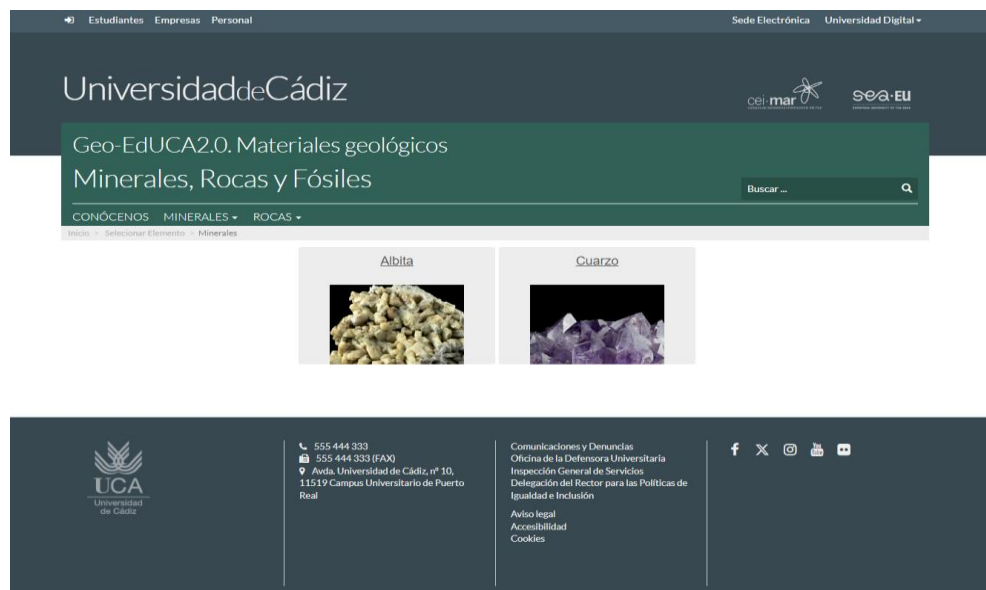 Estudiantes Empresas Personal
Sede Electrónica Universidad Digital
UniversidaddeCádiz
cei·mar
sea·EU
Geo-EdUCA2.0. Materiales geológicos
Minerales, Rocas y Fósiles
Buscar ...
CONÓCENOS MINERALES ROCAS
Inicio > Selecionar Elemento > Minerales
Albita
Cuarzo
UCA
Universidad
de Cádiz
555 444 333
555 444 333 (FAX)
Avda. Universidad de Cádiz, nº 10,
11519 Campus Universitario de Puerto
Real
Comunicaciones y Denuncias
Oficina de la Defensora Universitaria
Inspección General de Servicios
Delegación del Rector para las Políticas de
Igualdad e Inclusión
Aviso legal
Accesibilidad
Cookies